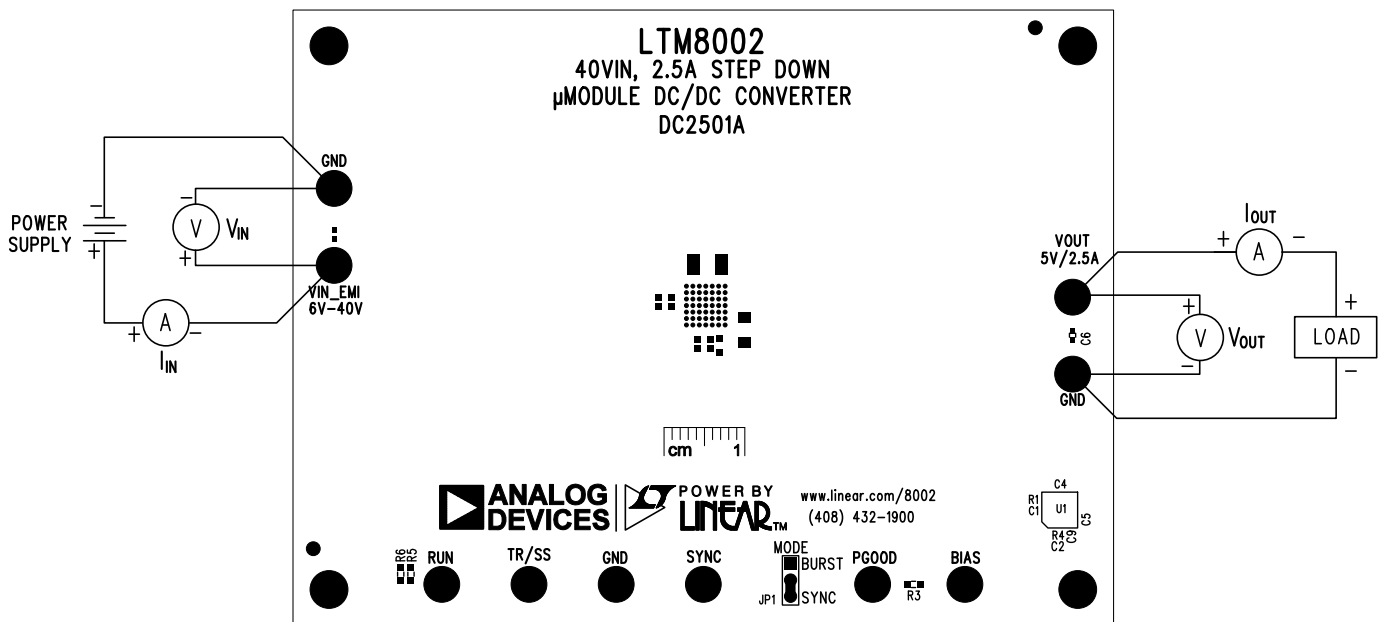 LTM8002
40VIN, 2.5A STEP DOWN
µMODULE DC/DC CONVERTER
DC2501A
GND
POWER
SUPPLY
-
+
-
V
+
VIN
VIN_EMI
6V-40V
+
A
-
IIN
VOUT
5V/2.5A
IOUT
+
A
-
+
V
-
VOUT
C6
GND
+
LOAD
-
cm 1
ANALOG
DEVICES
POWER BY
LINEAR™
www.linear.com/8002
(408) 432-1900
C4
R1
C1
U1
C5
R4
C9
C2
R6
R5
RUN
TR/SS
GND
SYNC
MODE
BURST
JP1
SYNC
PGOOD
R3
BIAS